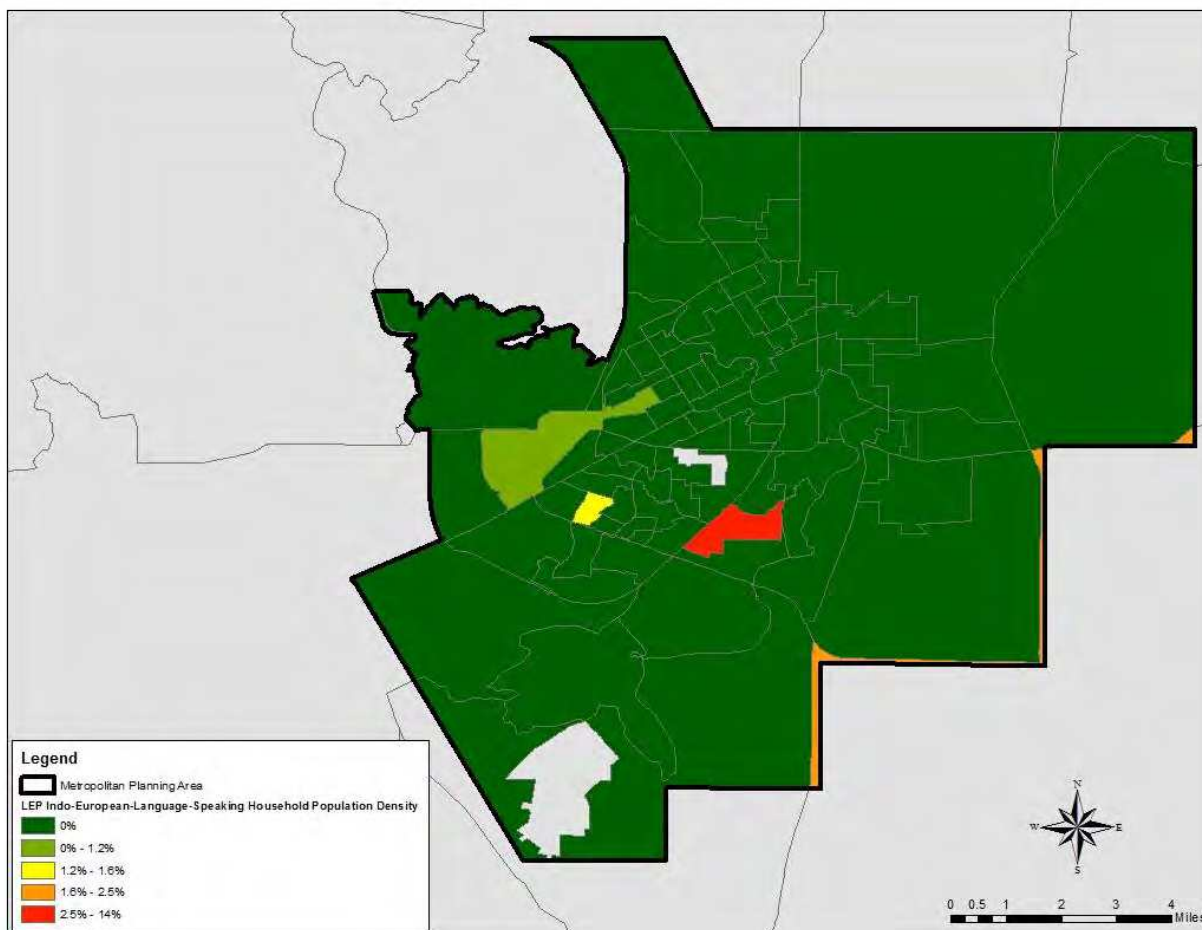 Legend
Metropolitan Planning Area
LEP Indo-European-Language-Speaking Household Population Density
0%
0% - 1.2%
1.2% - 1.6%
1.6% - 2.5%
2.5% - 14%
N
W E
S
0 0.5 1 2 3 4
Miles